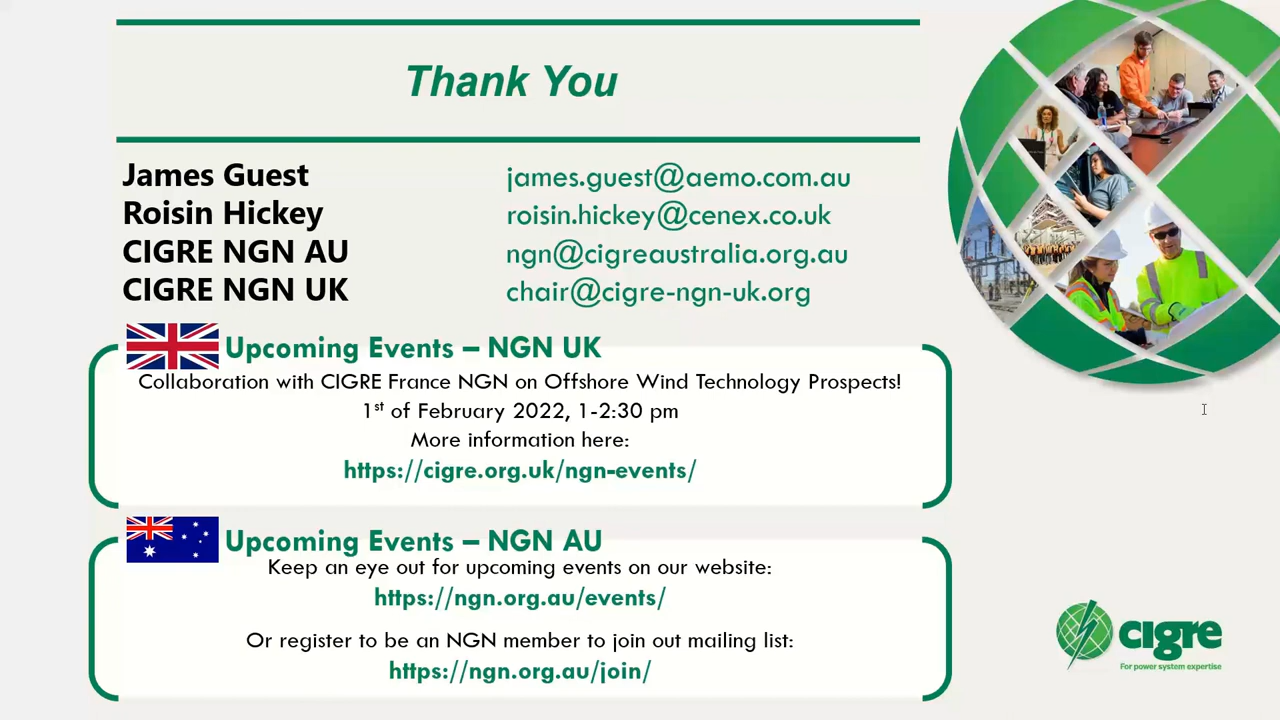 Thank You
James Guest james.guest@aemo.com.au
Roisin Hickey roisin.hickey@cenex.co.uk
CIGRE NGN AU ngn@cigreaustralia.org.au
CIGRE NGN UK chair@cigre-ngn-uk.org
Upcoming Events – NGN UK
Collaboration with CIGRE France NGN on Offshore Wind Technology Prospects!
1st of February 2022, 1-2:30 pm
More information here:
https://cigre.org.uk/ngn-events/
Upcoming Events – NGN AU
Keep an eye out for upcoming events on our website:
https://ngn.org.au/events/
Or register to be an NGN member to join out mailing list:
https://ngn.org.au/join/
cigre
For power system expertise